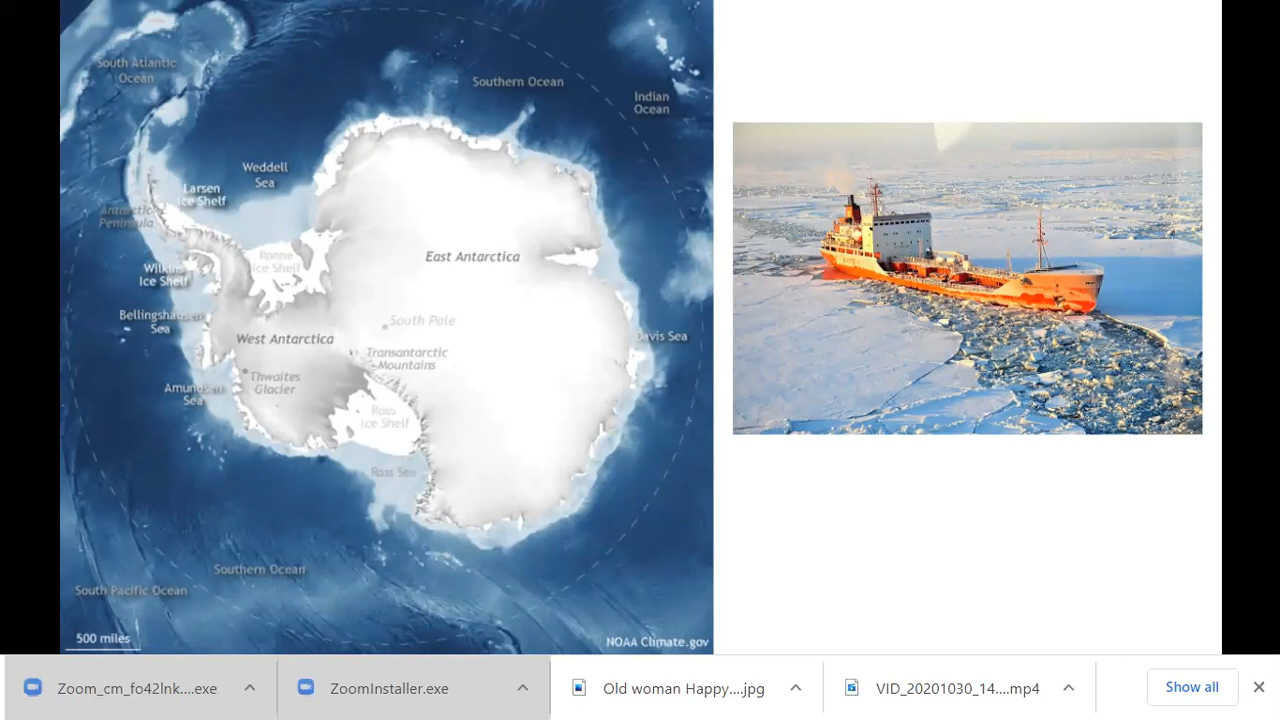 South Atlantic
Ocean
Southern Ocean
Indian
Ocean
Weddell
Sea
Larsen
Ice Shelf
Antarctic
Peninsula
Ronne
Ice Shelf
East Antarctica
Wilkins
Ice Shelf
Bellingshausen
Sea
South Pole
West Antarctica
Davis Sea
Transantarctic
Mountains
Thwaites
Glacier
Amundsen
Sea
Ross
Ice Shelf
Ross Sea
Southern Ocean
South Pacific Ocean
500 miles
NOAA Climate.gov
Zoom_cm_fo42lnk....exe
ZoomInstaller.exe
Old woman Happy....jpg
VID_20201030_14....mp4
Show all